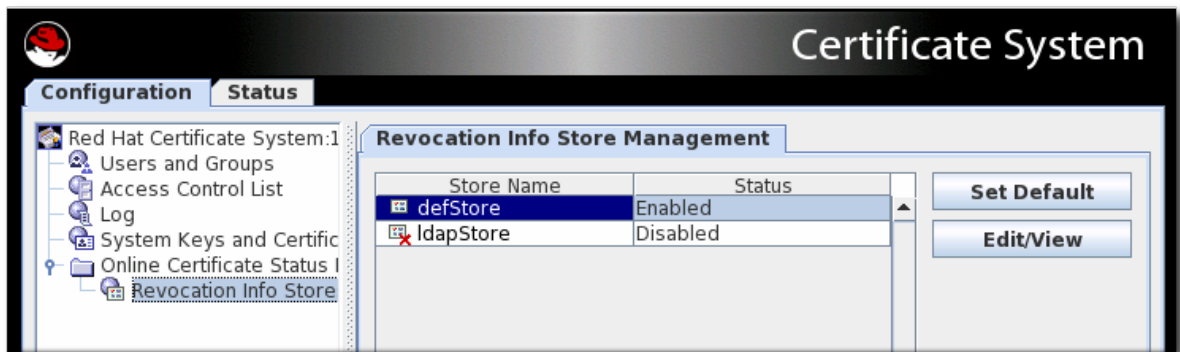 Certificate System
Configuration Status
Red Hat Certificate System:1
Users and Groups
Access Control List
Log
System Keys and Certific
Online Certificate Status
Revocation Info Store
Revocation Info Store Management
Store Name Status
defStore Enabled
ldapStore Disabled
Set Default
Edit/View